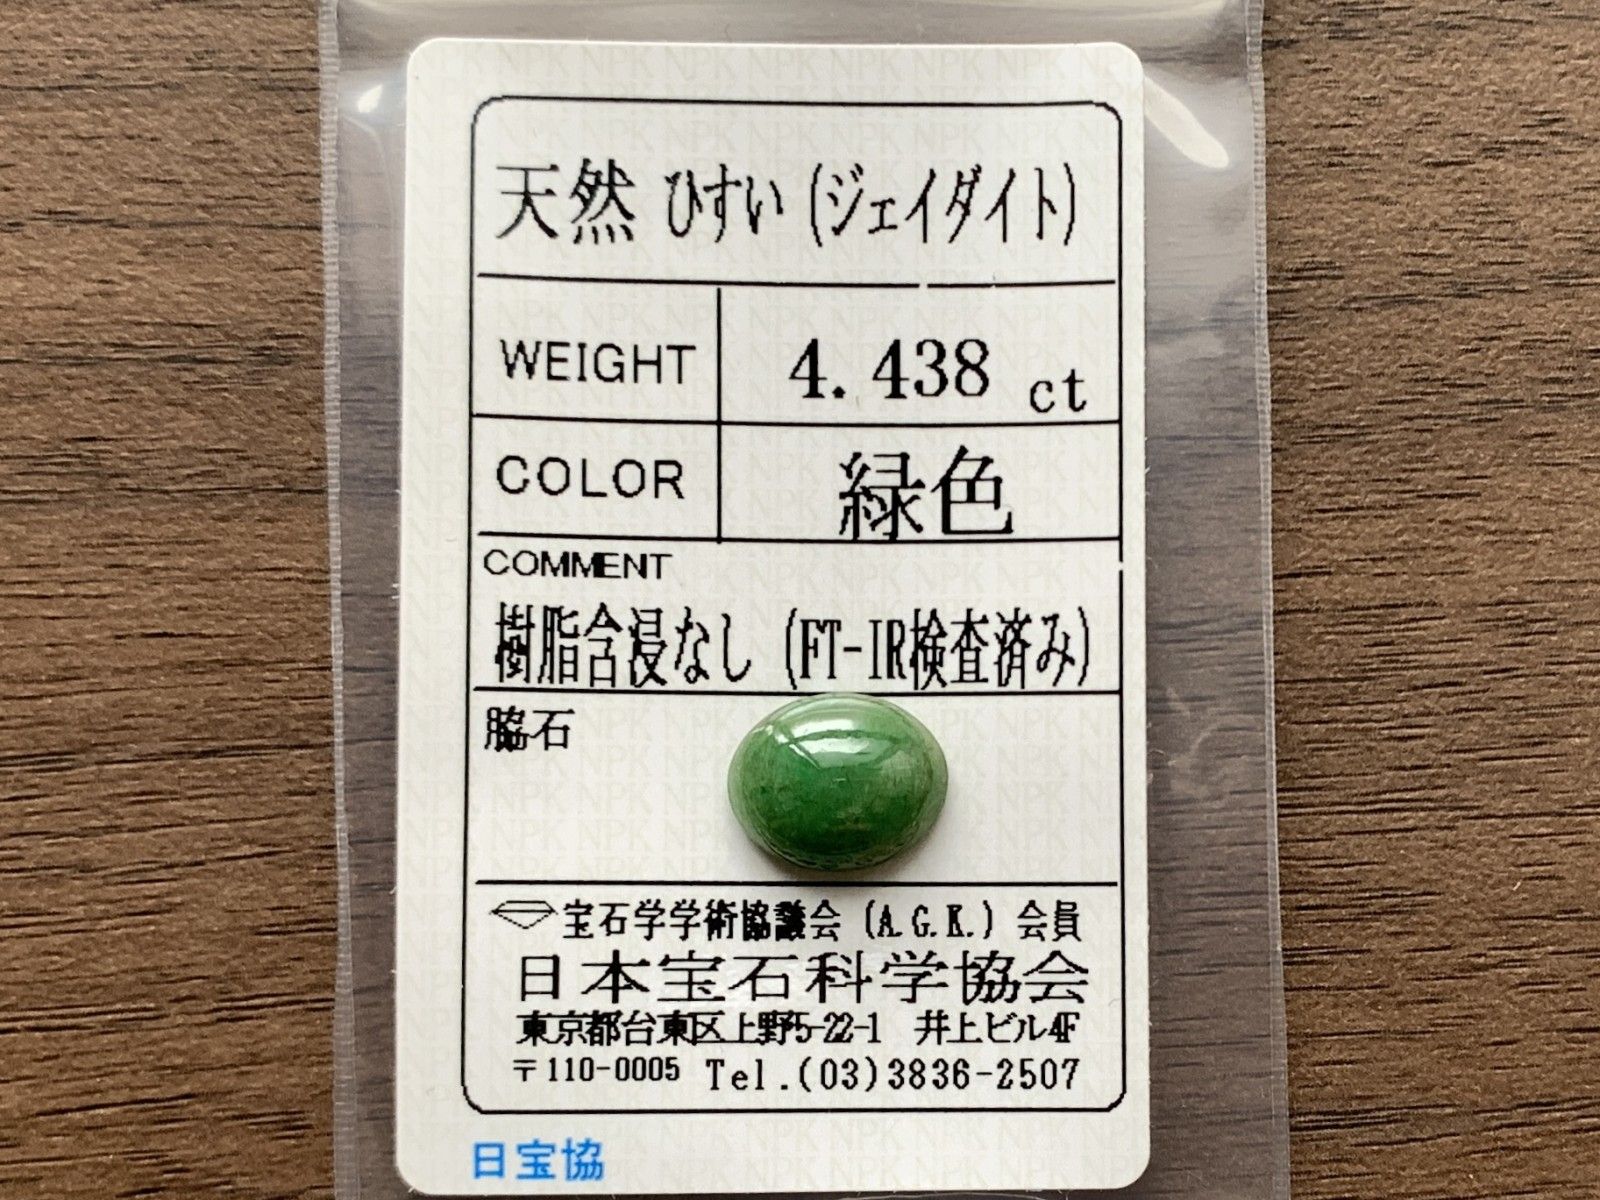 天然 ひすい (ジェイダイト)
WEIGHT 4.438 ct
COLOR 緑色
COMMENT
樹脂含浸なし (FT-IR検査済み)
脇石
宝石学学術協議会 (A.G.K.) 会員
日本宝石科学協会
東京都台東区上野5-22-1 井上ビル4F
〒110-0005 Tel.(03)3836-2507
日宝協